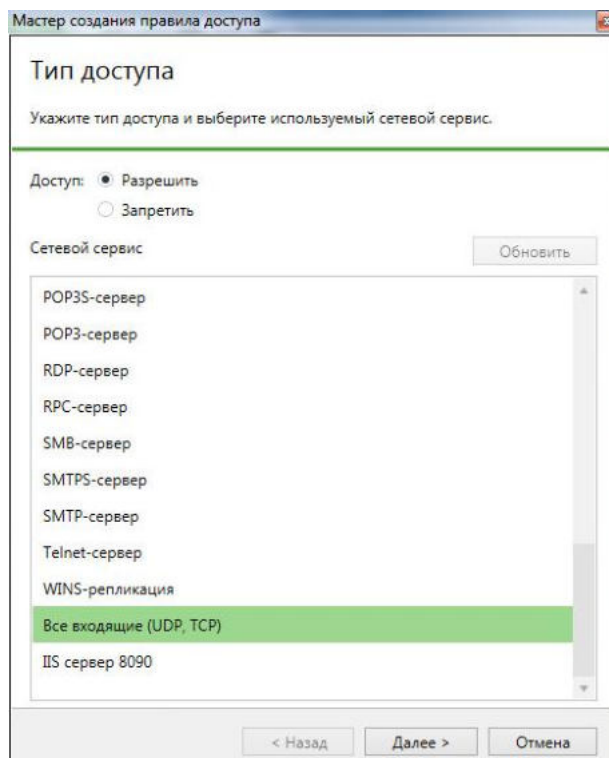 Мастер создания правила доступа
Тип доступа
Укажите тип доступа и выберите используемый сетевой сервис.
Доступ: Разрешить
Запретить
Сетевой сервис Обновить
POP3S-сервер
POP3-сервер
RDP-сервер
RPC-сервер
SMB-сервер
SMTPS-сервер
SMTP-сервер
Telnet-сервер
WINS-репликация
Все входящие (UDP, TCP)
IIS сервер 8090
< Назад Далее > Отмена